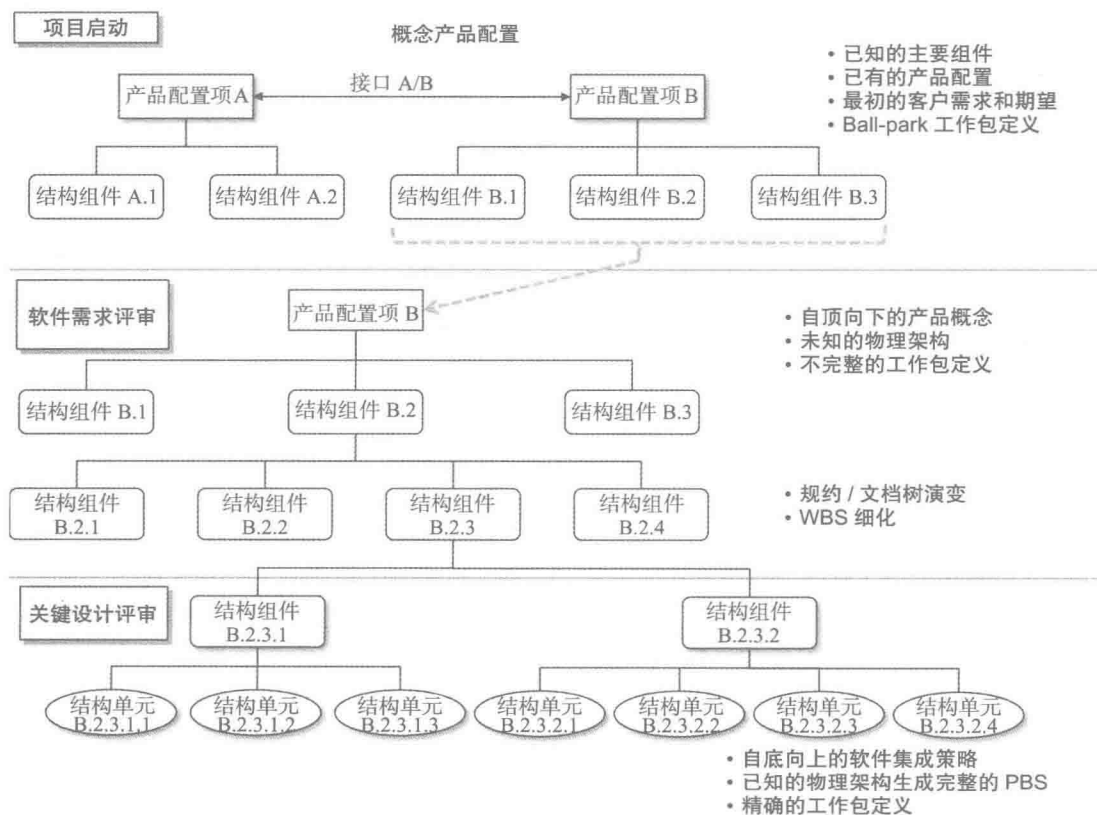 项目启动
概念产品配置
产品配置项 A
接口 A/B
产品配置项 B
• 已知的主要组件
• 已有的产品配置
• 最初的客户需求和期望
• Ball-park 工作包定义
结构组件 A.1
结构组件 A.2
结构组件 B.1
结构组件 B.2
结构组件 B.3
软件需求评审
产品配置项 B
• 自顶向下的产品概念
• 未知的物理架构
• 不完整的工作包定义
结构组件 B.1
结构组件 B.2
结构组件 B.3
结构组件
B.2.1
结构组件
B.2.2
结构组件
B.2.3
结构组件
B.2.4
• 规约 / 文档树演变
• WBS 细化
关键设计评审
结构组件
B.2.3.1
结构组件
B.2.3.2
结构单元
B.2.3.1.1
结构单元
B.2.3.1.2
结构单元
B.2.3.1.3
结构单元
B.2.3.2.1
结构单元
B.2.3.2.2
结构单元
B.2.3.2.3
结构单元
B.2.3.2.4
• 自底向上的软件集成策略
• 已知的物理架构生成完整的 PBS
• 精确的工作包定义